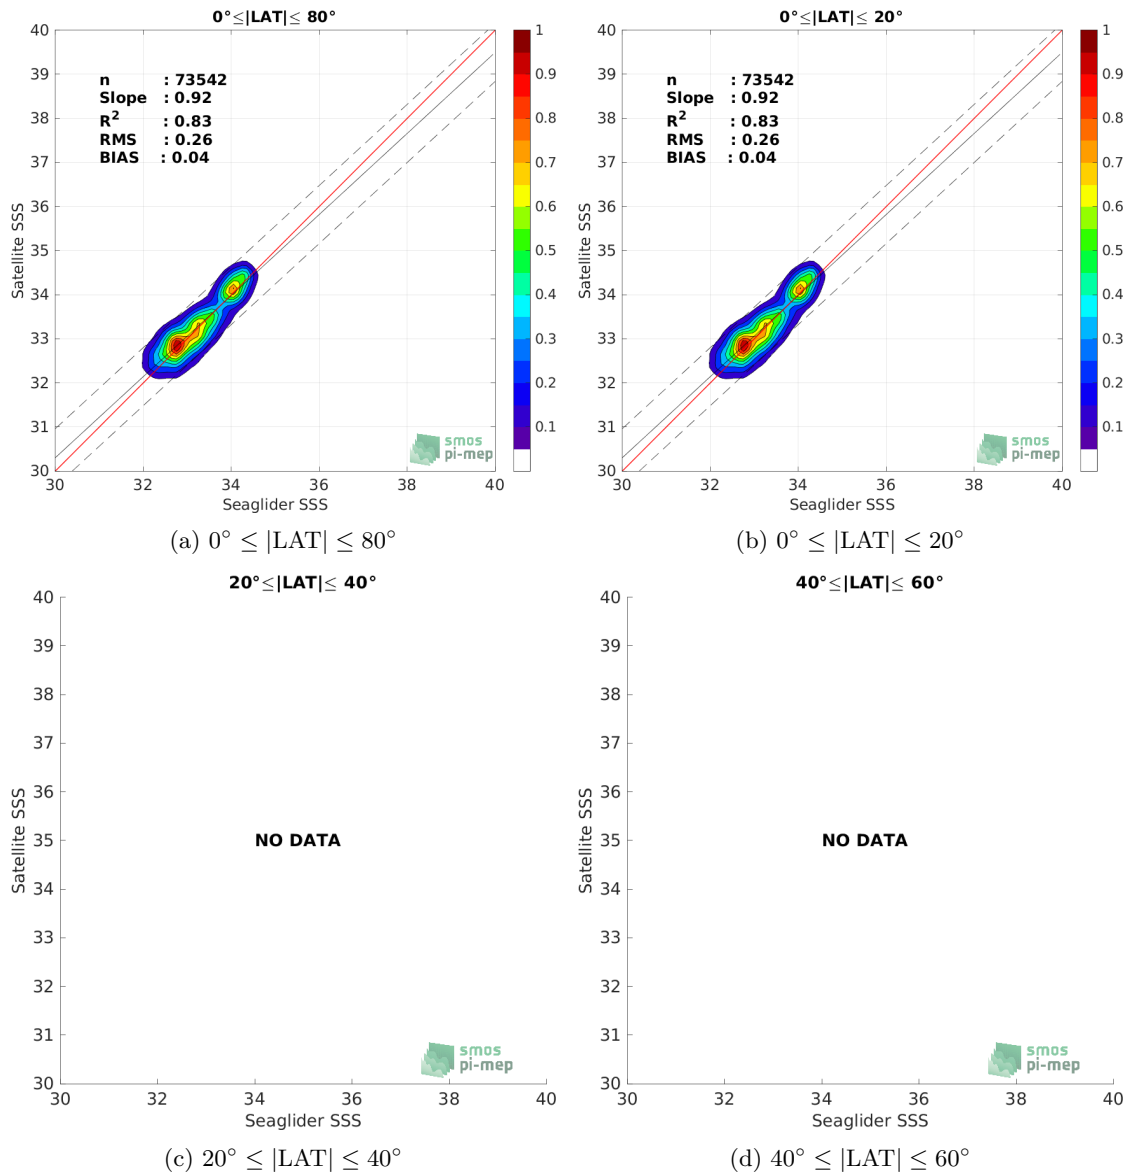 0°≤|LAT|≤ 80°
40
39
38
37
36
35
34
33
32
31
30
Satellite SSS
n : 73542
Slope : 0.92
R² : 0.83
RMS : 0.26
BIAS : 0.04
smos
pi-mep
30 32 34 36 38 40
Seaglider SSS
1
0.9
0.8
0.7
0.6
0.5
0.4
0.3
0.2
0.1
(a) 0° ≤ |LAT| ≤ 80°
0°≤|LAT|≤ 20°
40
39
38
37
36
35
34
33
32
31
30
Satellite SSS
n : 73542
Slope : 0.92
R² : 0.83
RMS : 0.26
BIAS : 0.04
smos
pi-mep
30 32 34 36 38 40
Seaglider SSS
1
0.9
0.8
0.7
0.6
0.5
0.4
0.3
0.2
0.1
(b) 0° ≤ |LAT| ≤ 20°
20°≤|LAT|≤ 40°
40
39
38
37
36
35
34
33
32
31
30
Satellite SSS
NO DATA
smos
pi-mep
30 32 34 36 38 40
Seaglider SSS
(c) 20° ≤ |LAT| ≤ 40°
40°≤|LAT|≤ 60°
40
39
38
37
36
35
34
33
32
31
30
Satellite SSS
NO DATA
smos
pi-mep
30 32 34 36 38 40
Seaglider SSS
(d) 40° ≤ |LAT| ≤ 60°